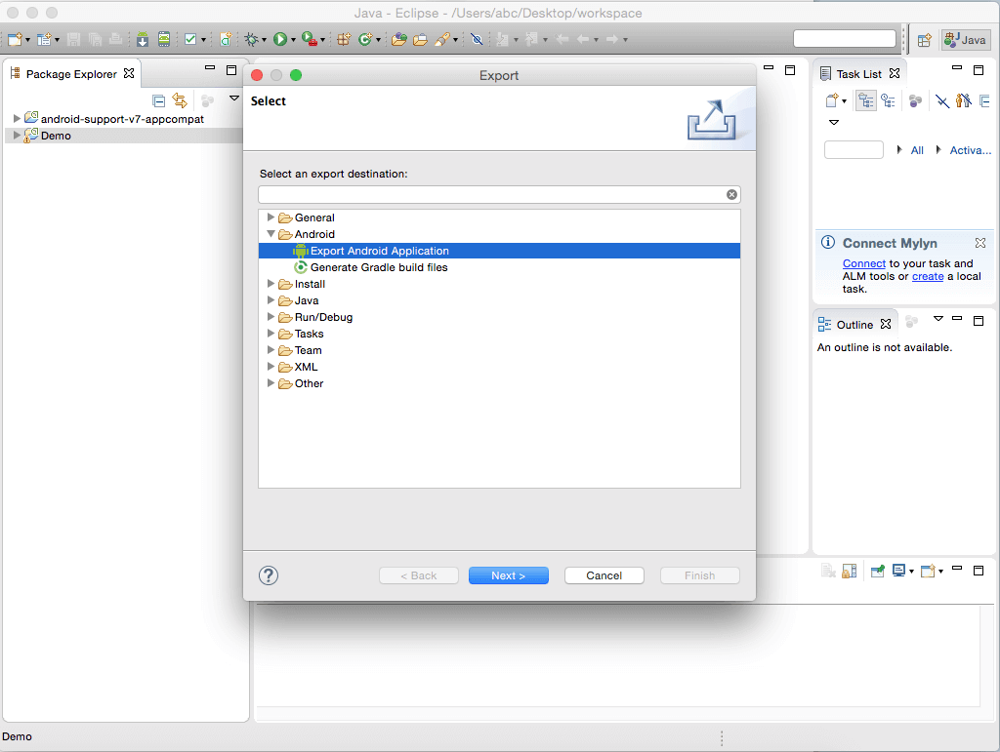 Java - Eclipse - /Users/abc/Desktop/workspace
Java
Package Explorer
android-support-v7-appcompat
Demo
Export
Select
Select an export destination:
General
Android
Export Android Application
Generate Gradle build files
Install
Java
Run/Debug
Tasks
Team
XML
Other
< Back
Next >
Cancel
Finish
Task List
All
Activa...
Connect Mylyn
Connect to your task and
ALM tools or create a local
task.
Outline
An outline is not available.
Demo